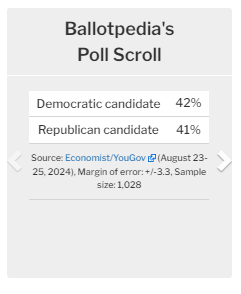 Ballotpedia's
Poll Scroll
Democratic candidate 42%
Republican candidate 41%
Source: Economist/YouGov (August 23-
25, 2024), Margin of error: +/-3.3, Sample
size: 1,028